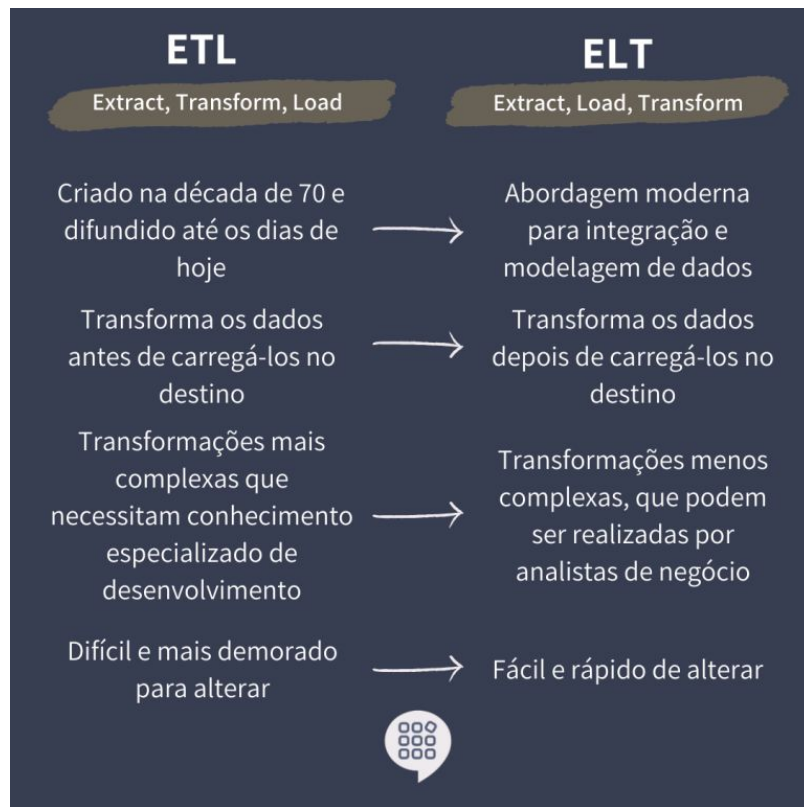 ETL
Extract, Transform, Load
Criado na década de 70 e
difundido até os dias de
hoje
Transforma os dados
antes de carregá-los no
destino
Transformações mais
complexas que
necessitam conhecimento
especializado de
desenvolvimento
Difícil e mais demorado
para alterar
ELT
Extract, Load, Transform
Abordagem moderna
para integração e
modelagem de dados
Transforma os dados
depois de carregá-los no
destino
Transformações menos
complexas, que podem
ser realizadas por
analistas de negócio
Fácil e rápido de alterar